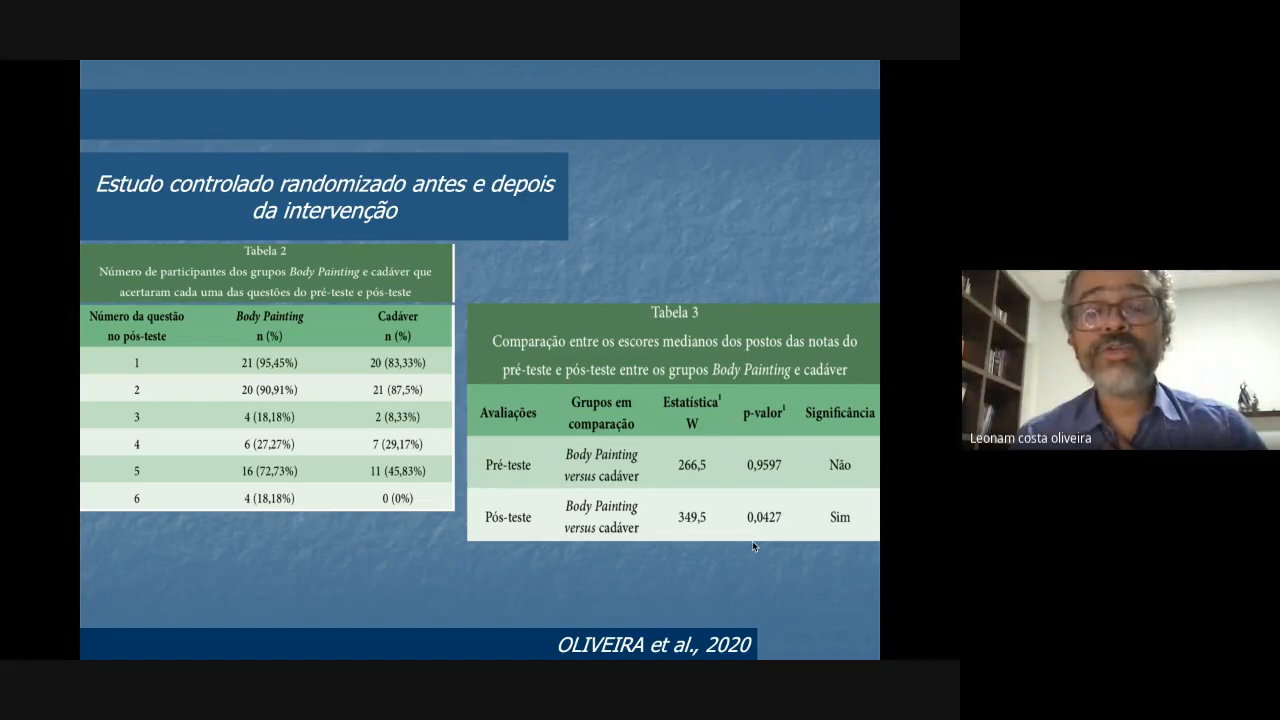 Estudo controlado randomizado antes e depois
da intervenção
Tabela 2
Número de participantes dos grupos Body Painting e cadáver que
acertaram cada uma das questões do pré-teste e pós-teste
Número da questão no pós-teste Body Painting n (%) Cadáver n (%)
1 21 (95,45%) 20 (83,33%)
2 20 (90,91%) 21 (87,5%)
3 4 (18,18%) 2 (8,33%)
4 6 (27,27%) 7 (29,17%)
5 16 (72,73%) 11 (45,83%)
6 4 (18,18%) 0 (0%)
Tabela 3
Comparação entre os escores medianos dos postos das notas do
pré-teste e pós-teste entre os grupos Body Painting e cadáver
Avaliações Grupos em comparação Estatística¹ W p-valor¹ Significância
Pré-teste Body Painting versus cadáver 266,5 0,9597 Não
Pós-teste Body Painting versus cadáver 349,5 0,0427 Sim
OLIVEIRA et al., 2020
Leonam costa oliveira